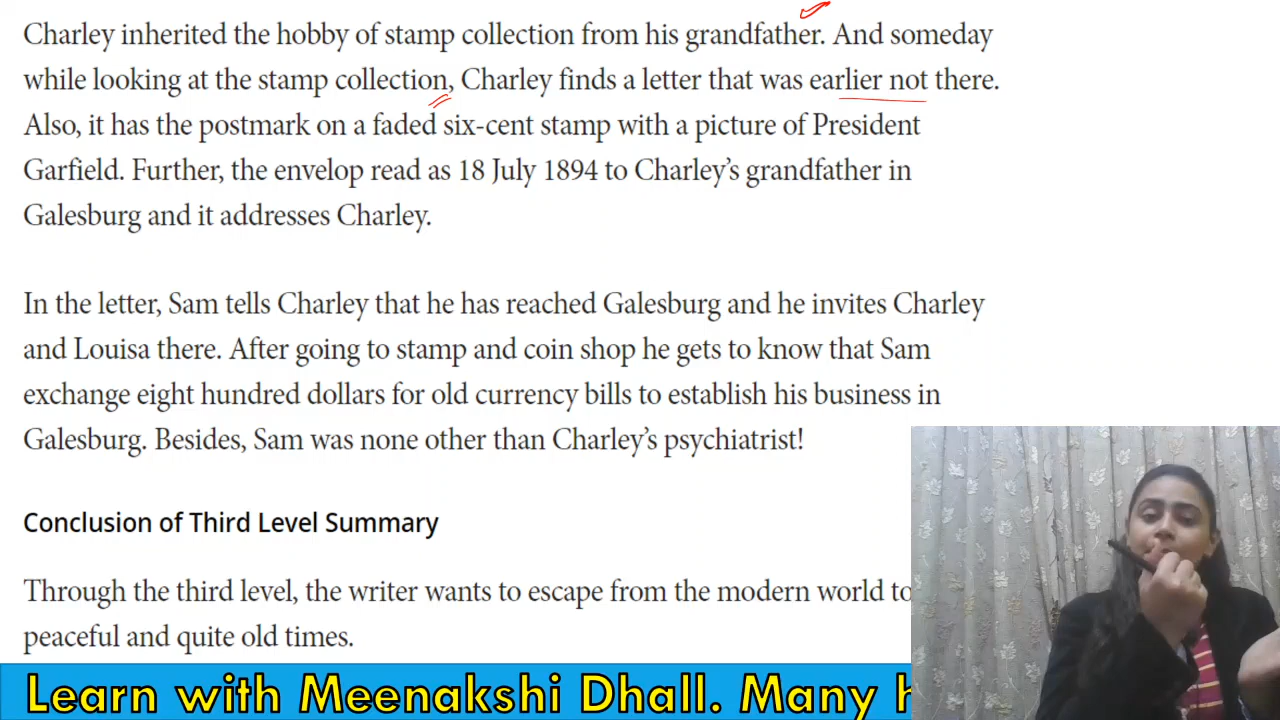 Charley inherited the hobby of stamp collection from his grandfather. And someday
while looking at the stamp collection, Charley finds a letter that was earlier not there.
Also, it has the postmark on a faded six-cent stamp with a picture of President
Garfield. Further, the envelop read as 18 July 1894 to Charley’s grandfather in
Galesburg and it addresses Charley.
In the letter, Sam tells Charley that he has reached Galesburg and he invites Charley
and Louisa there. After going to stamp and coin shop he gets to know that Sam
exchange eight hundred dollars for old currency bills to establish his business in
Galesburg. Besides, Sam was none other than Charley’s psychiatrist!
Conclusion of Third Level Summary
Through the third level, the writer wants to escape from the modern world to
peaceful and quite old times.
Learn with Meenakshi Dhall. Many